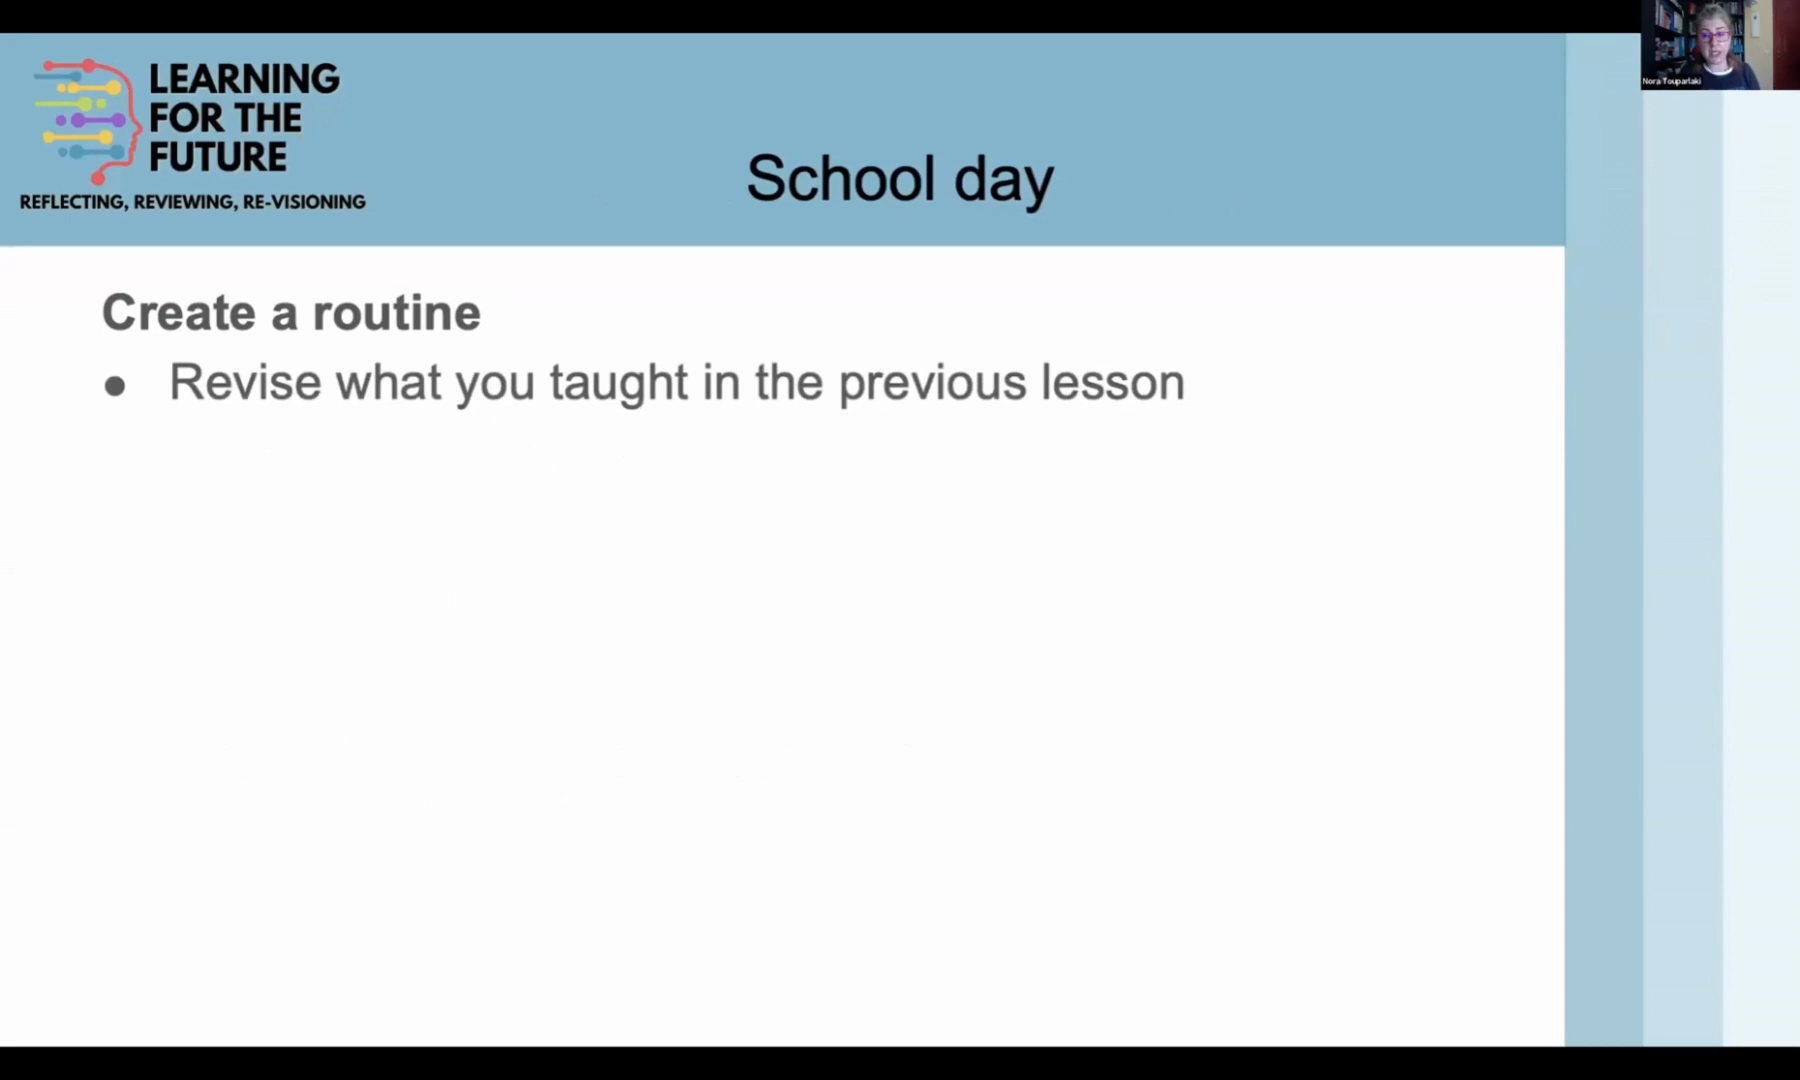 LEARNING
FOR THE
FUTURE
REFLECTING, REVIEWING, RE-VISIONING
School day
Nora Touparlaki
Create a routine
● Revise what you taught in the previous lesson